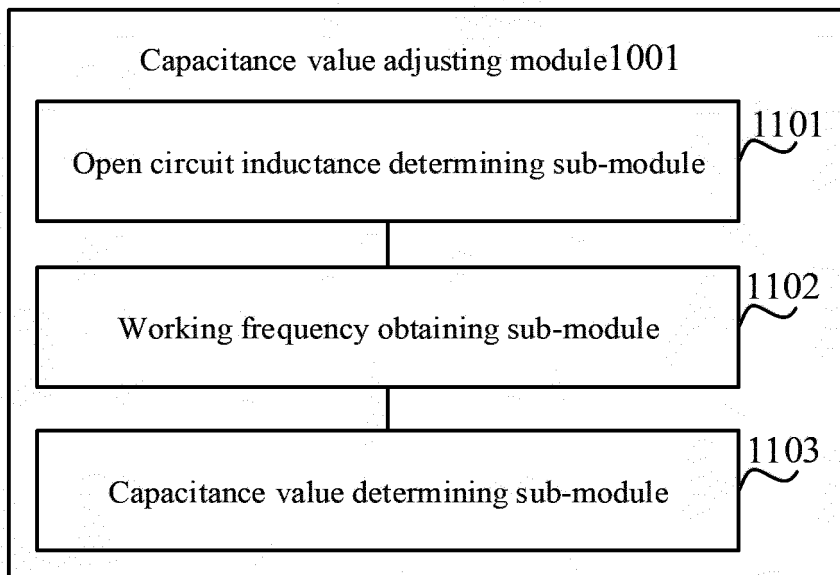 Capacitance value adjusting module1001
1101
Open circuit inductance determining sub-module
1102
Working frequency obtaining sub-module
1103
Capacitance value determining sub-module